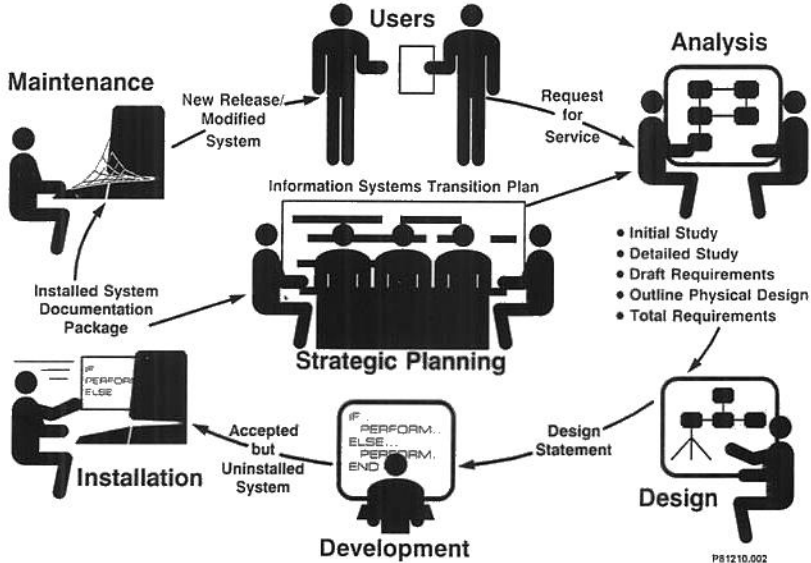 Users
Analysis
Maintenance
New Release/
Modified
System
Request
for
Service
Information Systems Transition Plan
• Initial Study
• Detailed Study
• Draft Requirements
• Outline Physical Design
• Total Requirements
Installed System
Documentation
Package
Strategic Planning
IF
PERFORM
ELSE
Installation
Accepted
but
Uninstalled
System
IF..
PERFORM..
ELSE...
PERFORM.
END
Development
Design
Statement
Design
P81210.002